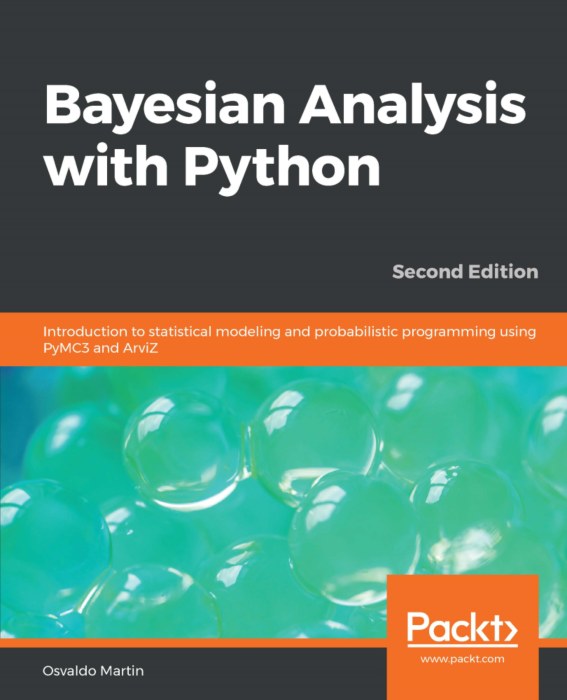 Bayesian Analysis
with Python
Second Edition
Introduction to statistical modeling and probabilistic programming using
PyMC3 and ArviZ
Packt>
www.packt.com
Osvaldo Martin